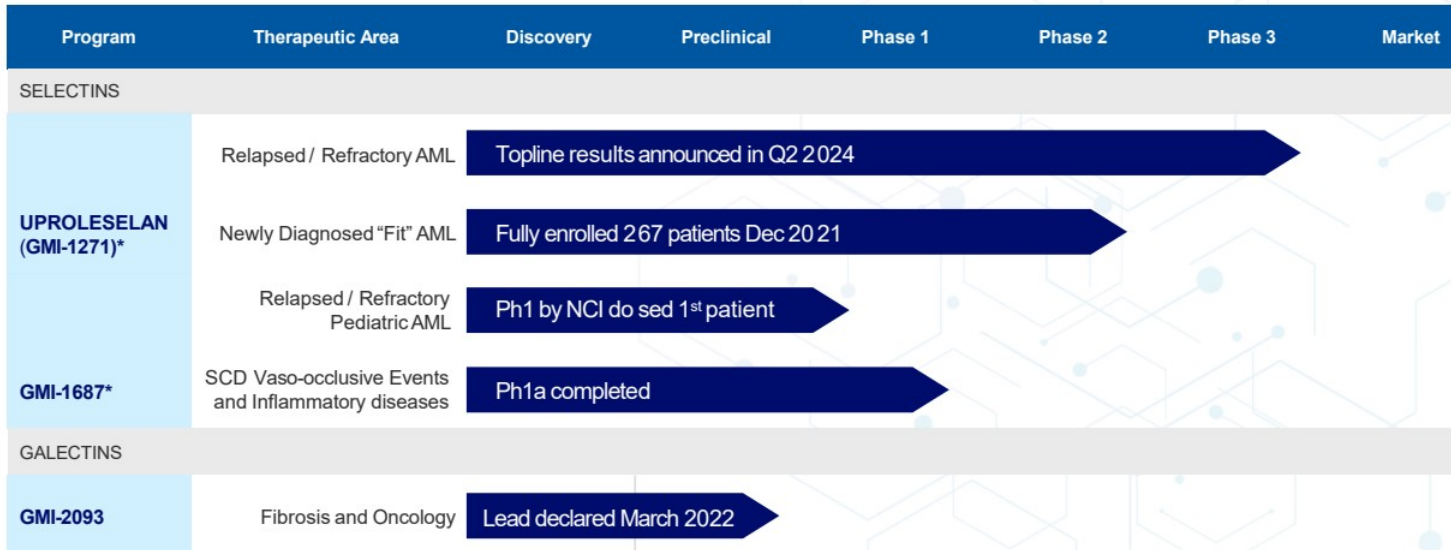 Program Therapeutic Area Discovery Preclinical Phase 1 Phase 2 Phase 3 Market
SELECTINS
Relapsed / Refractory AML Topline results announced in Q2 2024
UPROLESELAN
(GMI-1271)*
Newly Diagnosed “Fit” AML Fully enrolled 267 patients Dec 2021
Relapsed / Refractory
Pediatric AML
Ph1 by NCI do sed 1st patient
GMI-1687*
SCD Vaso-occlusive Events
and Inflammatory diseases
Ph1a completed
GALECTINS
GMI-2093 Fibrosis and Oncology Lead declared March 2022